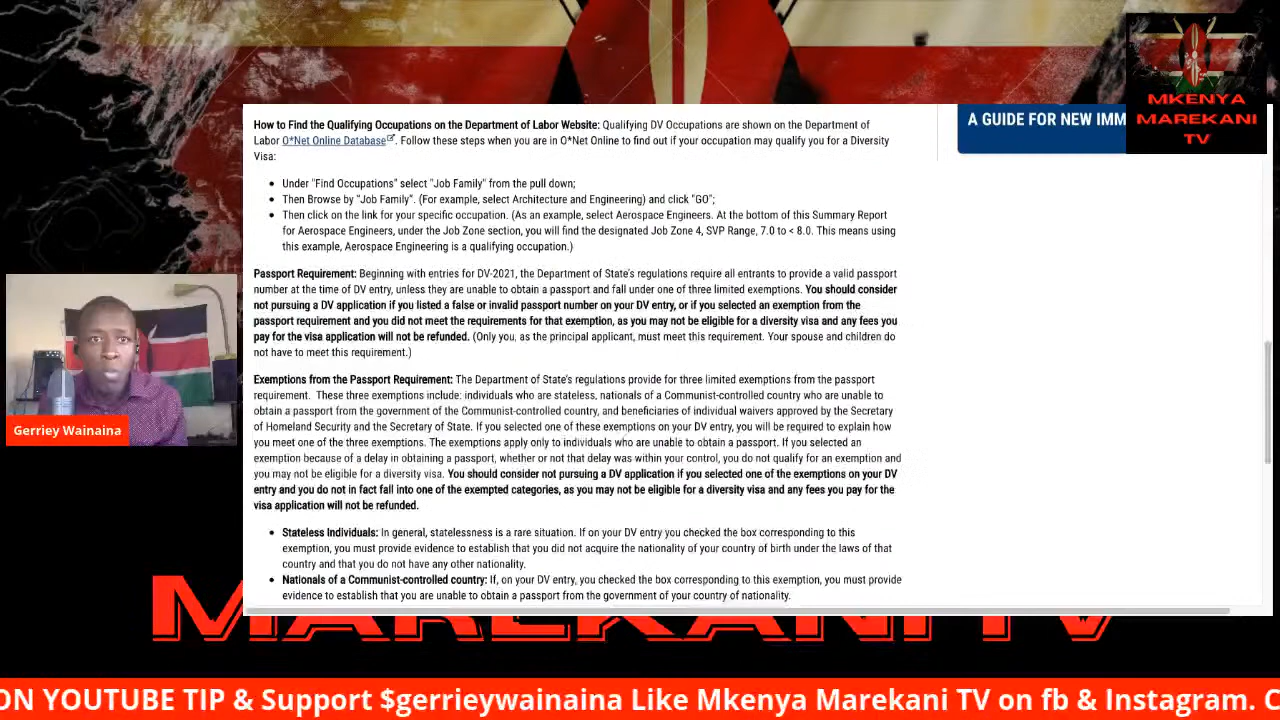 MKENYA
MAREKANI
TV
A GUIDE FOR NEW IMM
How to Find the Qualifying Occupations on the Department of Labor Website: Qualifying DV Occupations are shown on the Department of
Labor O*Net Online Database. Follow these steps when you are in O*Net Online to find out if your occupation may qualify you for a Diversity
Visa:
• Under "Find Occupations" select "Job Family" from the pull down;
• Then Browse by "Job Family". (For example, select Architecture and Engineering) and click "GO";
• Then click on the link for your specific occupation. (As an example, select Aerospace Engineers. At the bottom of this Summary Report
for Aerospace Engineers, under the Job Zone section, you will find the designated Job Zone 4, SVP Range, 7.0 to < 8.0. This means using
this example, Aerospace Engineering is a qualifying occupation.)
Passport Requirement: Beginning with entries for DV-2021, the Department of State's regulations require all entrants to provide a valid passport
number at the time of DV entry, unless they are unable to obtain a passport and fall under one of three limited exemptions. You should consider
not pursuing a DV application if you listed a false or invalid passport number on your DV entry, or if you selected an exemption from the
passport requirement and you did not meet the requirements for that exemption, as you may not be eligible for a diversity visa and any fees you
pay for the visa application will not be refunded. (Only you, as the principal applicant, must meet this requirement. Your spouse and children do
not have to meet this requirement.)
Exemptions from the Passport Requirement: The Department of State's regulations provide for three limited exemptions from the passport
requirement. These three exemptions include: individuals who are stateless, nationals of a Communist-controlled country who are unable to
obtain a passport from the government of the Communist-controlled country, and beneficiaries of individual waivers approved by the Secretary
of Homeland Security and the Secretary of State. If you selected one of these exemptions on your DV entry, you will be required to explain how
you meet one of the three exemptions. The exemptions apply only to individuals who are unable to obtain a passport. If you selected an
exemption because of a delay in obtaining a passport, whether or not that delay was within your control, you do not qualify for an exemption and
you may not be eligible for a diversity visa. You should consider not pursuing a DV application if you selected one of the exemptions on your DV
entry and you do not in fact fall into one of the exempted categories, as you may not be eligible for a diversity visa and any fees you pay for the
visa application will not be refunded.
• Stateless Individuals: In general, statelessness is a rare situation. If on your DV entry you checked the box corresponding to this
exemption, you must provide evidence to establish that you did not acquire the nationality of your country of birth under the laws of that
country and that you do not have any other nationality.
• Nationals of a Communist-controlled country: If, on your DV entry, you checked the box corresponding to this exemption, you must provide
evidence to establish that you are unable to obtain a passport from the government of your country of nationality.
Gerriey Wainaina
MAREKANI TV
ON YOUTUBE TIP & Support $gerrieywainaina Like Mkenya Marekani TV on fb & Instagram. C